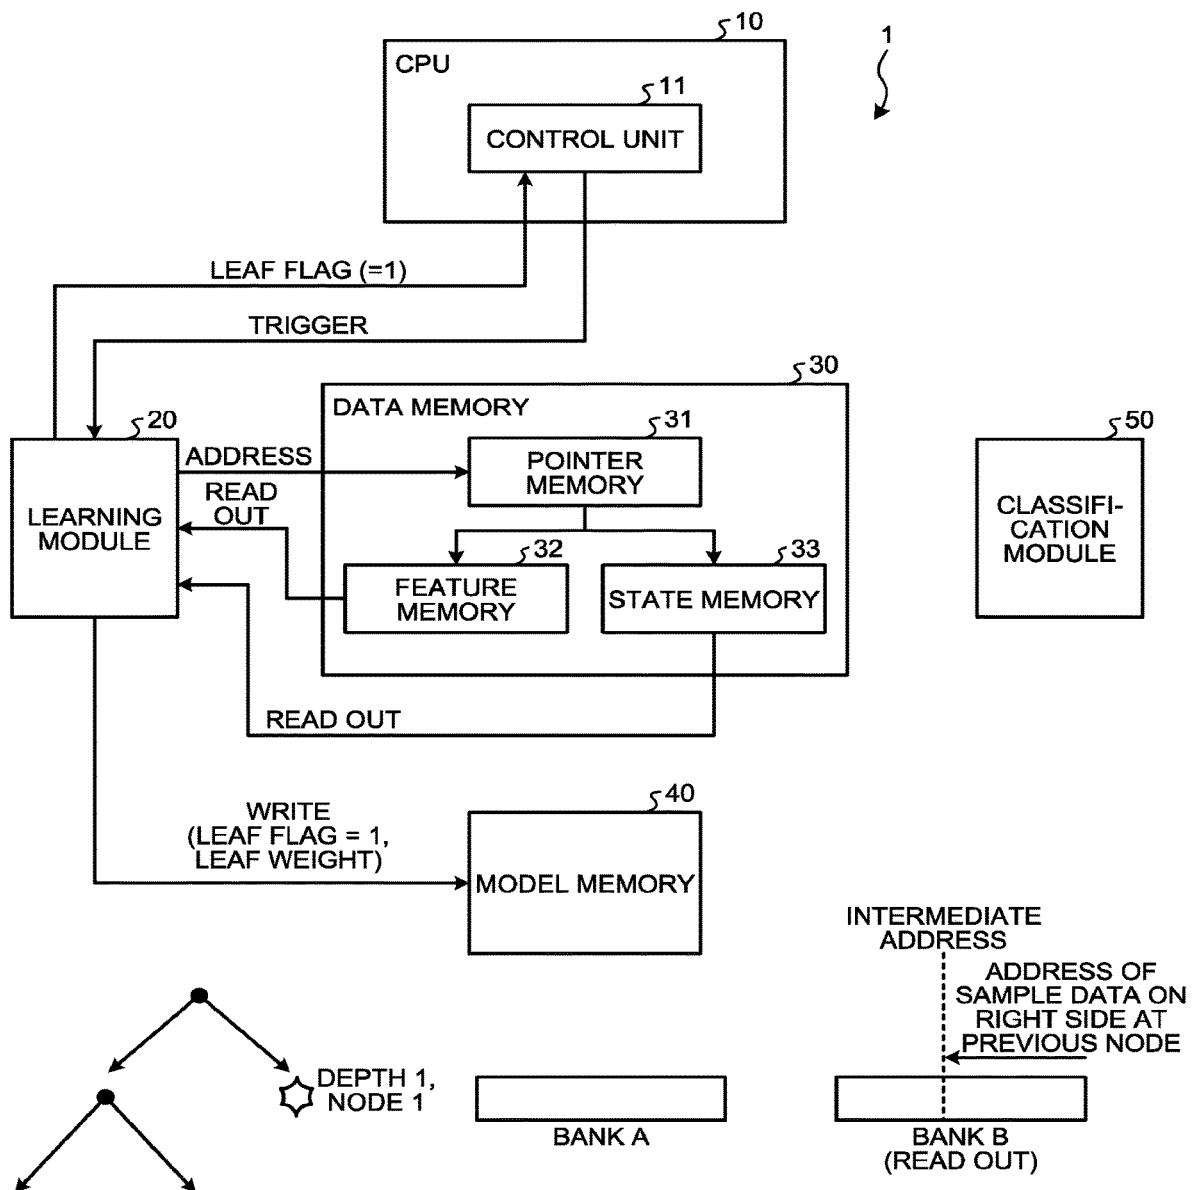 10
1
CPU
11
CONTROL UNIT
LEAF FLAG (=1)
TRIGGER
30
DATA MEMORY
20
31
50
ADDRESS
POINTER
MEMORY
READ
OUT
LEARNING
MODULE
CLASSIFI-
CATION
MODULE
32
33
FEATURE
MEMORY
STATE MEMORY
READ OUT
40
WRITE
(LEAF FLAG = 1,
LEAF WEIGHT)
MODEL MEMORY
INTERMEDIATE
ADDRESS
ADDRESS OF
SAMPLE DATA ON
RIGHT SIDE AT
PREVIOUS NODE
DEPTH 1,
NODE 1
BANK A
BANK B
(READ OUT)